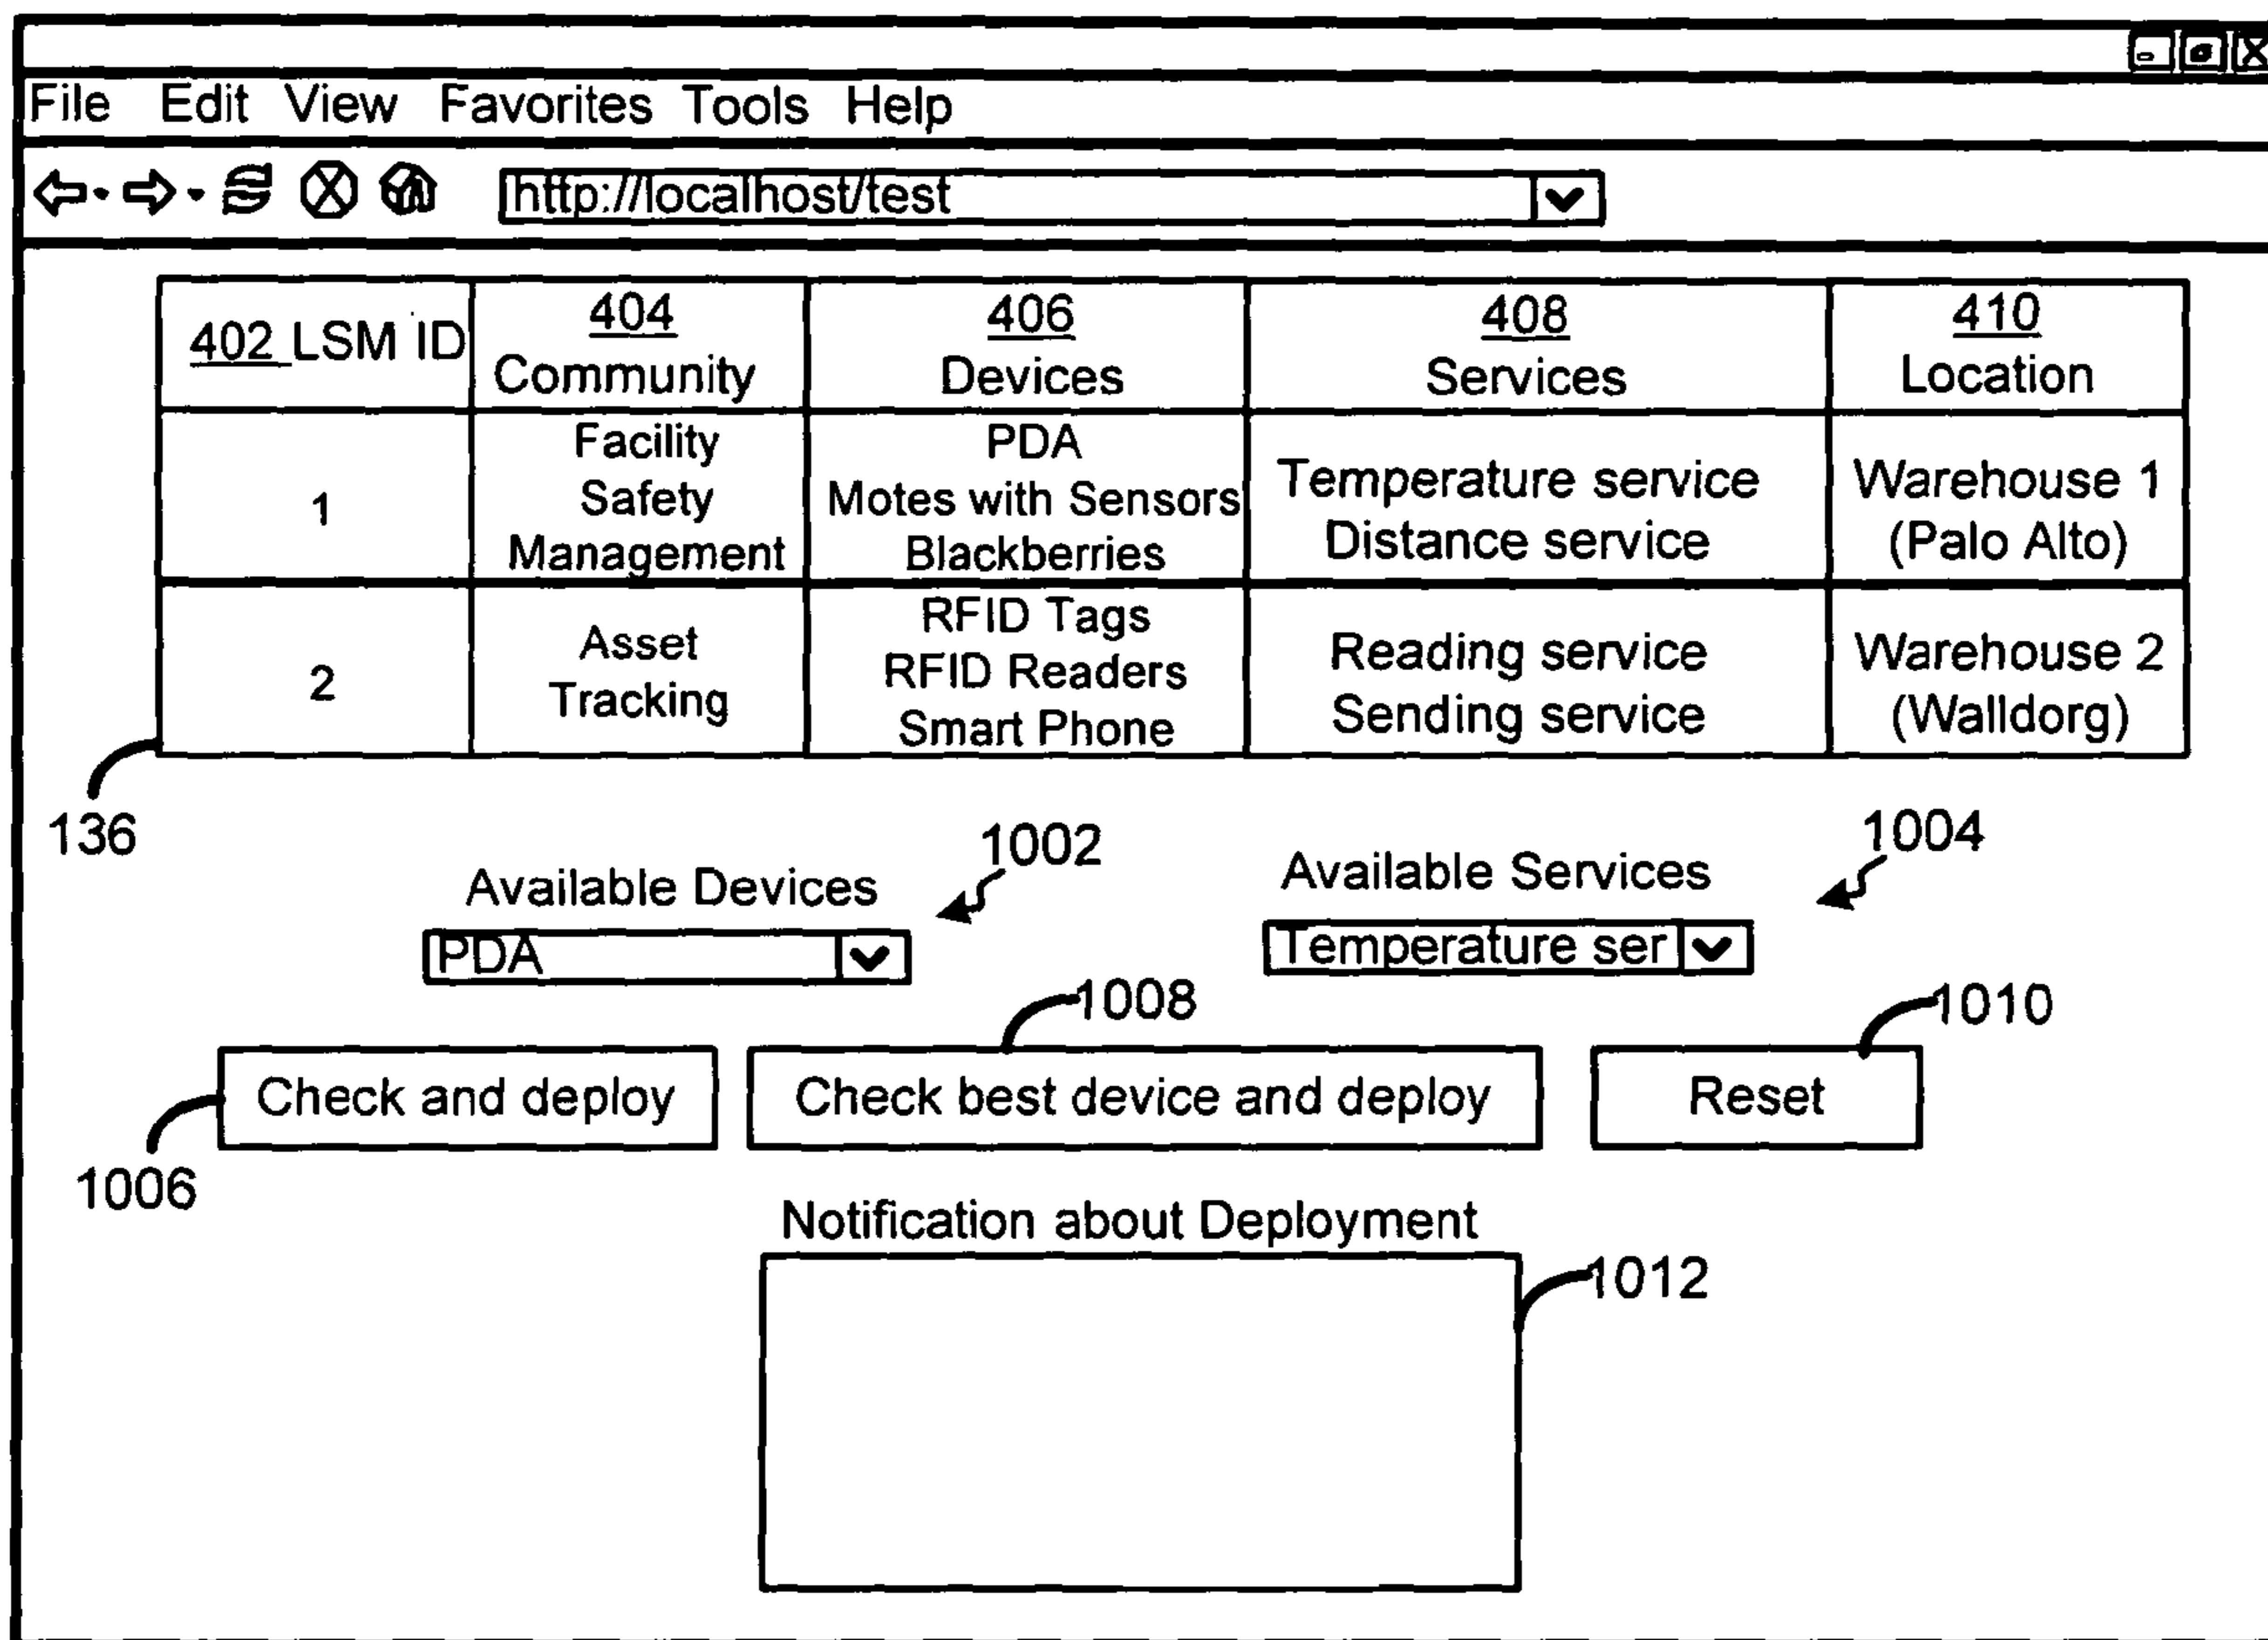 File Edit View Favorites Tools Help
http://localhost/test
402 LSM ID
404
Community
406
Devices
408
Services
410
Location
1
Facility
Safety
Management
PDA
Motes with Sensors
Blackberries
Temperature service
Distance service
Warehouse 1
(Palo Alto)
2
Asset
Tracking
RFID Tags
RFID Readers
Smart Phone
Reading service
Sending service
Warehouse 2
(Walldorg)
136
1002
1004
Available Devices
Available Services
PDA
Temperature ser
1008
1010
Check and deploy
Check best device and deploy
Reset
1006
Notification about Deployment
1012